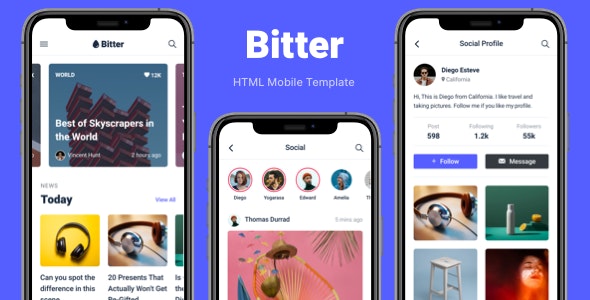 Bitter
HTML Mobile Template
Bitter
WORLD
12K
Best of Skyscrapers in
the World
Vincent Hunt
2 hours ago
NEWS
Today
View All
Can you spot the
difference in this
scene
20 Presents That
Actually Won't Get
Re-Gifted
Is
the
Social
Diego
Yogarasa
Edward
Amelia
Thomas Durrad
5 mins ago
Social Profile
Diego Esteve
California
Hi, This is Diego from California. I like travel and
taking pictures. Follow me if you like my profile.
Post
Following
Followers
598
1.2k
55k
+ Follow
Message